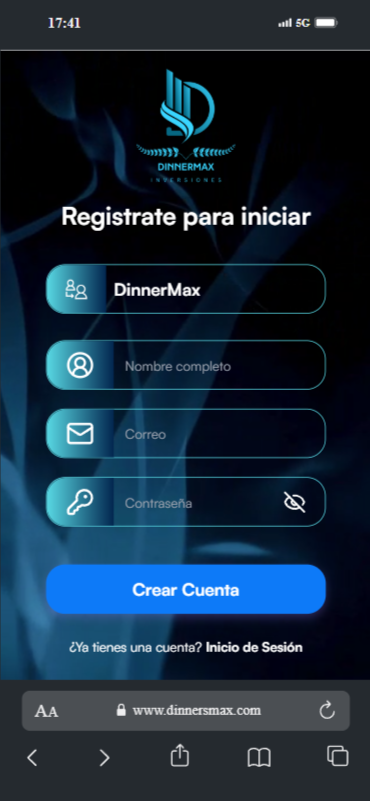 17:41
5G
DINNERMAX
INVERSIONES
Registrate para iniciar
DinnerMax
Nombre completo
Correo
Contraseña
Crear Cuenta
¿Ya tienes una cuenta? Inicio de Sesión
AA www.dinnersmax.com